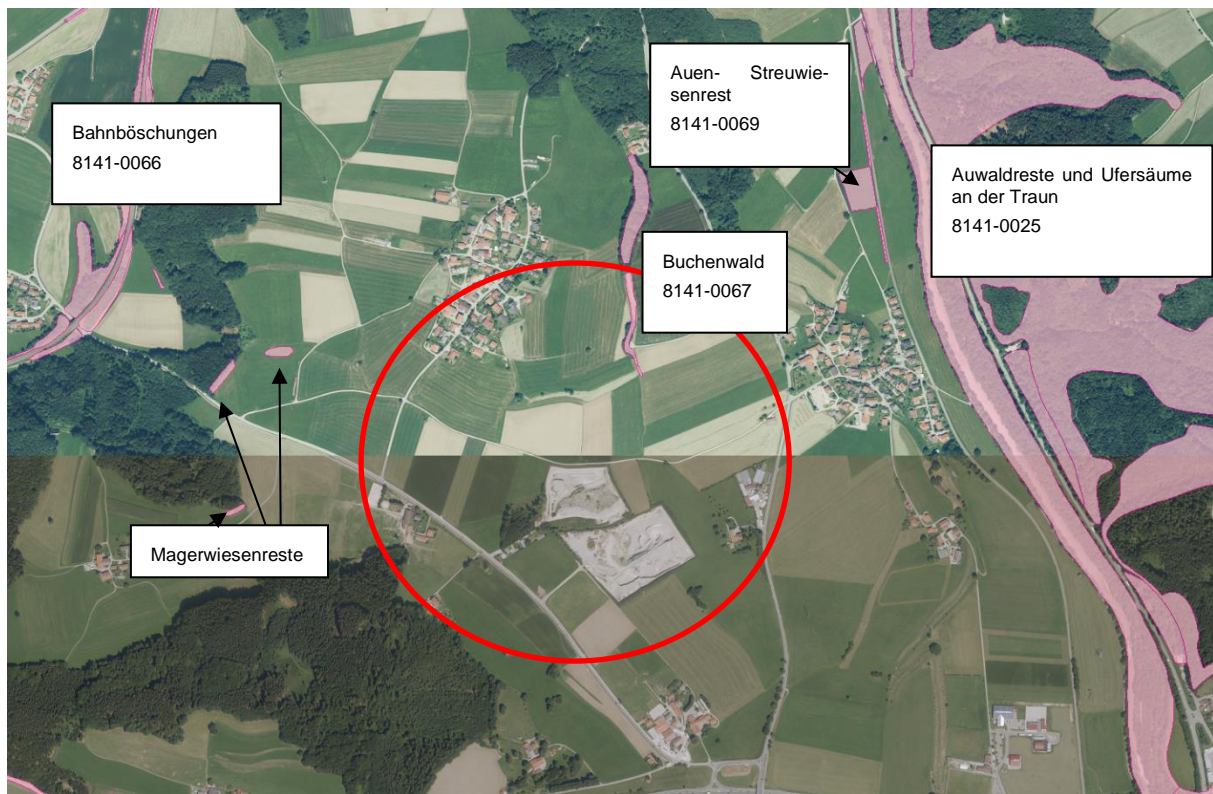 Bahnböschungen
8141-0066
Auen- Streuwie-
senrest
8141-0069
Auwaldreste und Ufersäume
an der Traun
8141-0025
Buchenwald
8141-0067
Magerwiesenreste